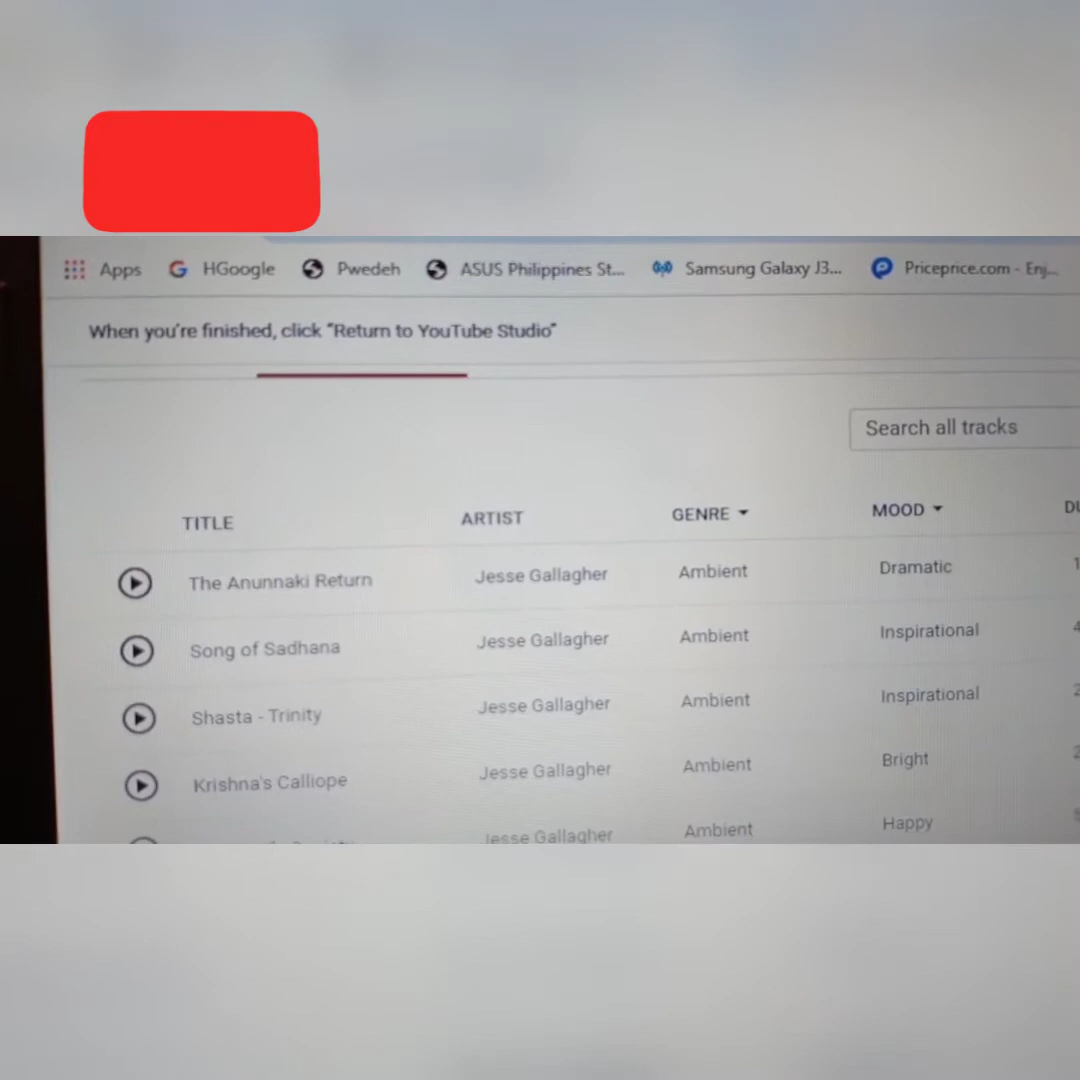 Apps HGoogle Pwedeh ASUS Philippines St... Samsung Galaxy J3... Priceprice.com - Enj...
When you're finished, click "Return to YouTube Studio"
Search all tracks
TITLE ARTIST GENRE MOOD
The Anunnaki Return Jesse Gallagher Ambient Dramatic
Song of Sadhana Jesse Gallagher Ambient Inspirational
Shasta - Trinity Jesse Gallagher Ambient Inspirational
Krishna's Calliope Jesse Gallagher Ambient Bright
Jesse Gallagher Ambient Happy